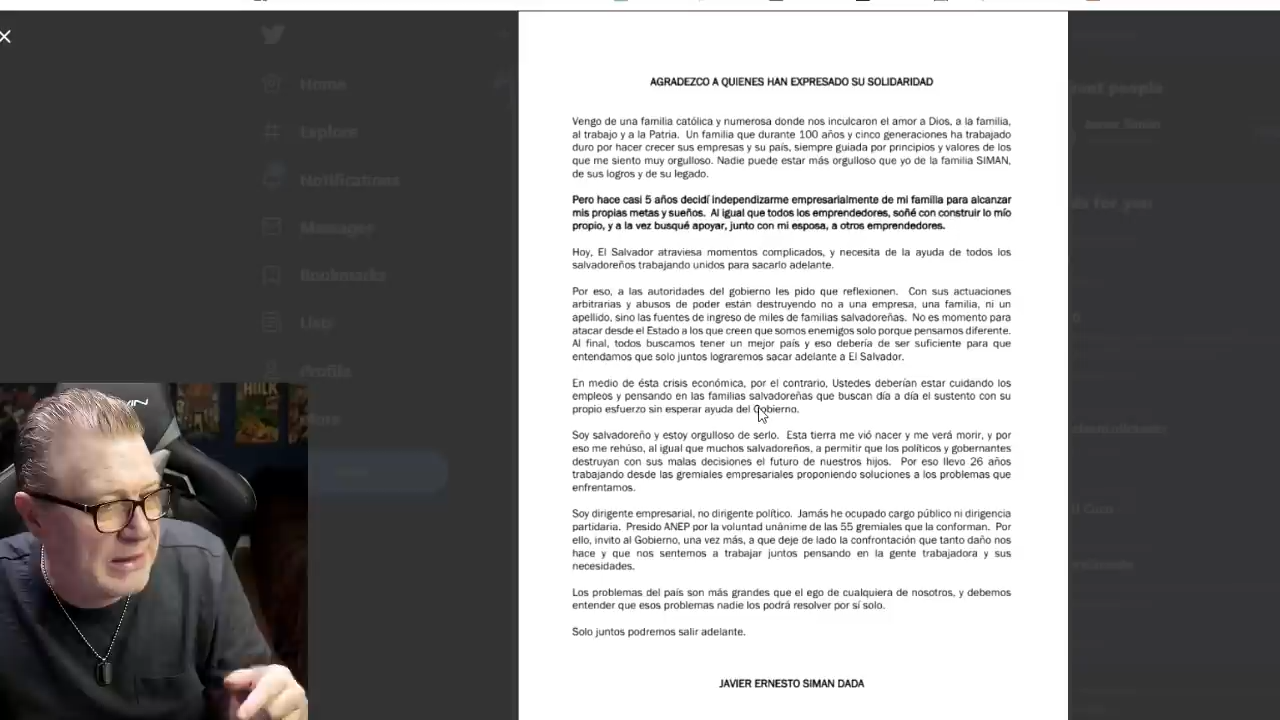 AGRADEZCO A QUIENES HAN EXPRESADO SU SOLIDARIDAD
Vengo de una familia católica y numerosa donde nos inculcaron el amor a Dios, a la familia,
al trabajo y a la Patria. Un familia que durante 100 años y cinco generaciones ha trabajado
duro por hacer crecer sus empresas y su país, siempre guiada por principios y valores de los
que me siento muy orgulloso. Nadie puede estar más orgulloso que yo de la familia SIMAN,
de sus logros y de su legado.
Pero hace casi 5 años decidí independizarme empresarialmente de mi familia para alcanzar
mis propias metas y sueños. Al igual que todos los emprendedores, soñé con construir lo mío
propio, y a la vez busqué apoyar, junto con mi esposa, a otros emprendedores.
Hoy, El Salvador atraviesa momentos complicados, y necesita de la ayuda de todos los
salvadoreños trabajando unidos para sacarlo adelante.
Por eso, a las autoridades del gobierno les pido que reflexionen. Con sus actuaciones
arbitrarias y abusos de poder están destruyendo no a una empresa, una familia, ni un
apellido, sino las fuentes de ingreso de miles de familias salvadoreñas. No es momento para
atacar desde el Estado a los que creen que somos enemigos solo porque pensamos diferente.
Al final, todos buscamos tener un mejor país y eso debería de ser suficiente para que
entendamos que solo juntos lograremos sacar adelante a El Salvador.
En medio de ésta crisis económica, por el contrario, Ustedes deberían estar cuidando los
empleos y pensando en las familias salvadoreñas que buscan día a día el sustento con su
propio esfuerzo sin esperar ayuda del Gobierno.
Soy salvadoreño y estoy orgulloso de serlo. Esta tierra me vió nacer y me verá morir, y por
eso me rehúso, al igual que muchos salvadoreños, a permitir que los políticos y gobernantes
destruyan con sus malas decisiones el futuro de nuestros hijos. Por eso llevo 26 años
trabajando desde las gremiales empresariales proponiendo soluciones a los problemas que
enfrentamos.
Soy dirigente empresarial, no dirigente político. Jamás he ocupado cargo público ni dirigencia
partidaria. Presido ANEP por la voluntad unánime de las 55 gremiales que la conforman. Por
ello, invito al Gobierno, una vez más, a que deje de lado la confrontación que tanto daño nos
hace y que nos sentemos a trabajar juntos pensando en la gente trabajadora y sus
necesidades.
Los problemas del país son más grandes que el ego de cualquiera de nosotros, y debemos
entender que esos problemas nadie los podrá resolver por sí solo.
Solo juntos podremos salir adelante.
JAVIER ERNESTO SIMAN DADA
Home
Explore
Notifications
Messages
Bookmarks
Lists
Profile
HULK
people
for you